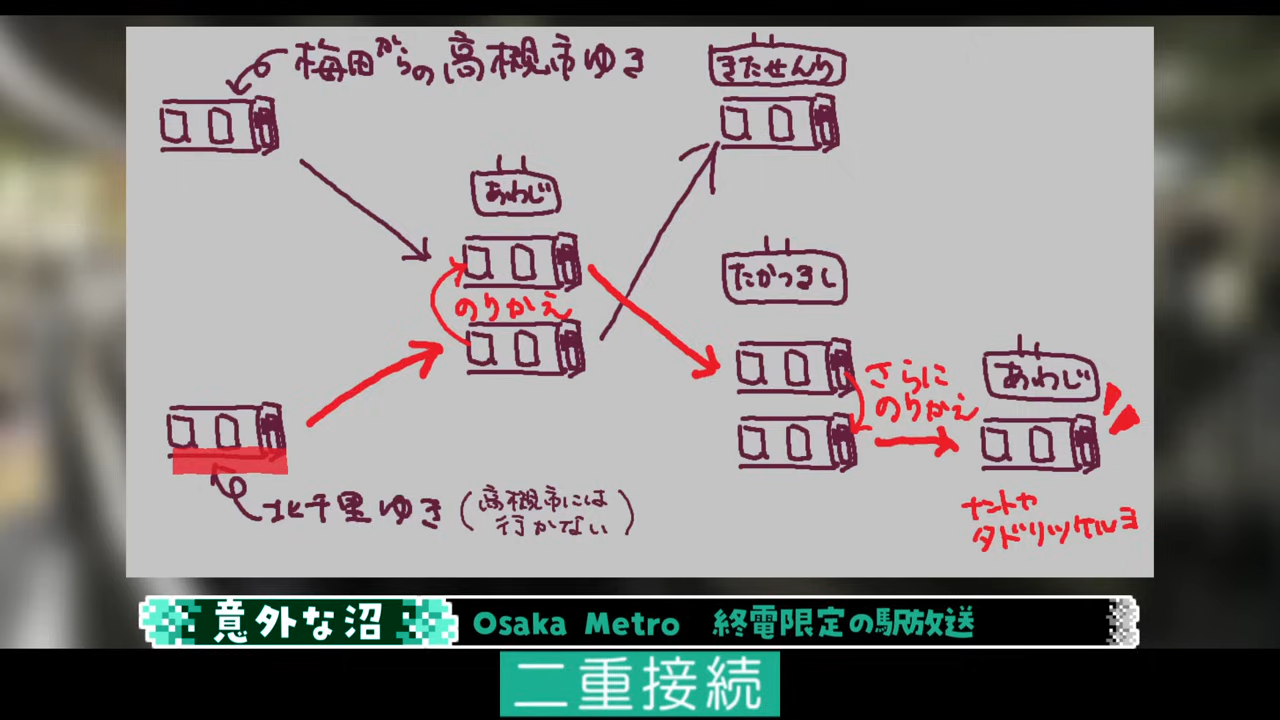 梅田からの高槻市ゆき
きたせんり
あわじ
たかつきし
のりかえ
さらに
のりかえ
あわじ
北千里ゆき(高槻市には
行かない)
ナントヤ
タドリツケルヨ
意外な沼
Osaka Metro 終電限定の駅放送
二重接続